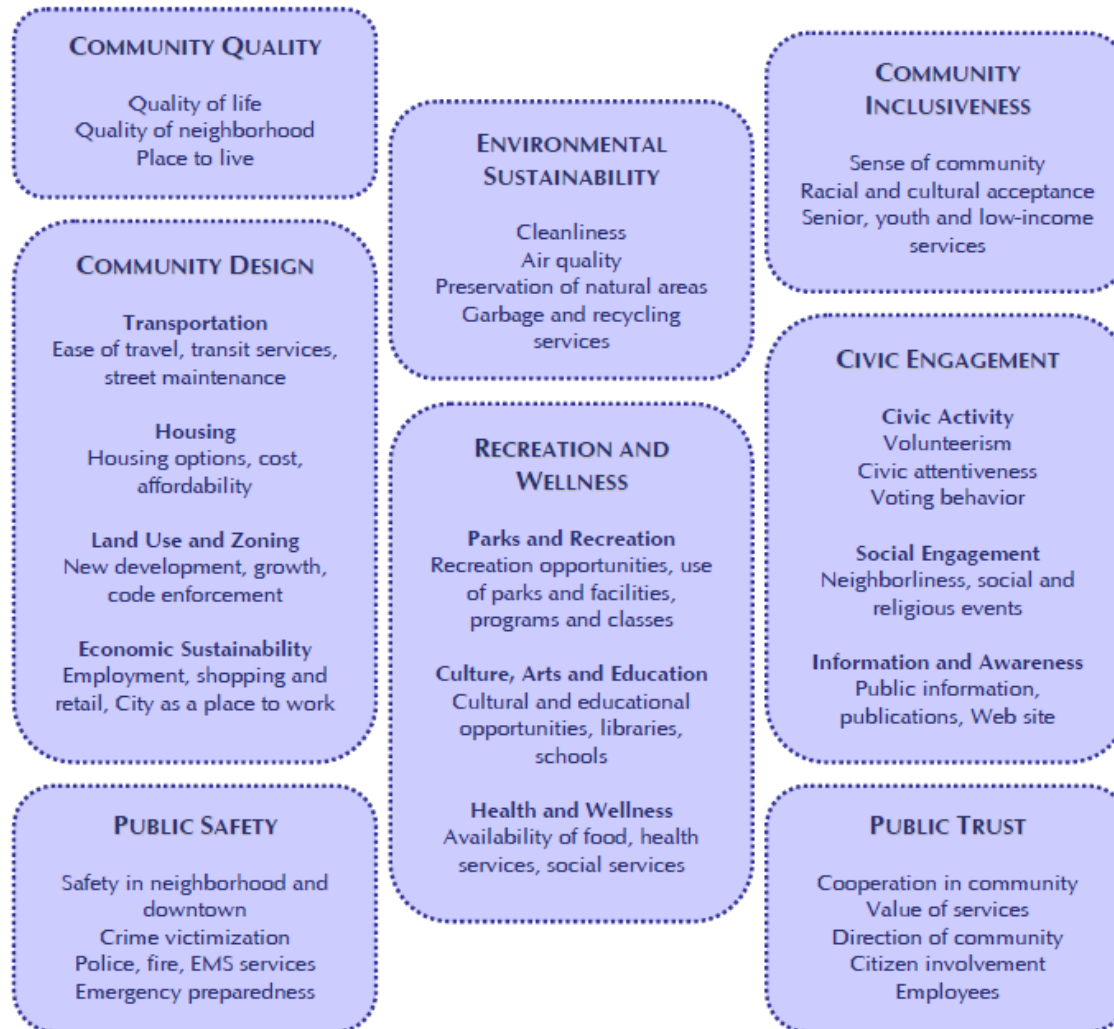 COMMUNITY QUALITY
Quality of life
Quality of neighborhood
Place to live
COMMUNITY DESIGN
Transportation
Ease of travel, transit services,
street maintenance
Housing
Housing options, cost,
affordability
Land Use and Zoning
New development, growth,
code enforcement
Economic Sustainability
Employment, shopping and
retail, City as a place to work
PUBLIC SAFETY
Safety in neighborhood and
downtown
Crime victimization
Police, fire, EMS services
Emergency preparedness
ENVIRONMENTAL
SUSTAINABILITY
Cleanliness
Air quality
Preservation of natural areas
Garbage and recycling
services
RECREATION AND
WELLNESS
Parks and Recreation
Recreation opportunities, use
of parks and facilities,
programs and classes
Culture, Arts and Education
Cultural and educational
opportunities, libraries,
schools
Health and Wellness
Availability of food, health
services, social services
COMMUNITY
INCLUSIVENESS
Sense of community
Racial and cultural acceptance
Senior, youth and low-income
services
CIVIC ENGAGEMENT
Civic Activity
Volunteerism
Civic attentiveness
Voting behavior
Social Engagement
Neighborliness, social and
religious events
Information and Awareness
Public information,
publications, Web site
PUBLIC TRUST
Cooperation in community
Value of services
Direction of community
Citizen involvement
Employees